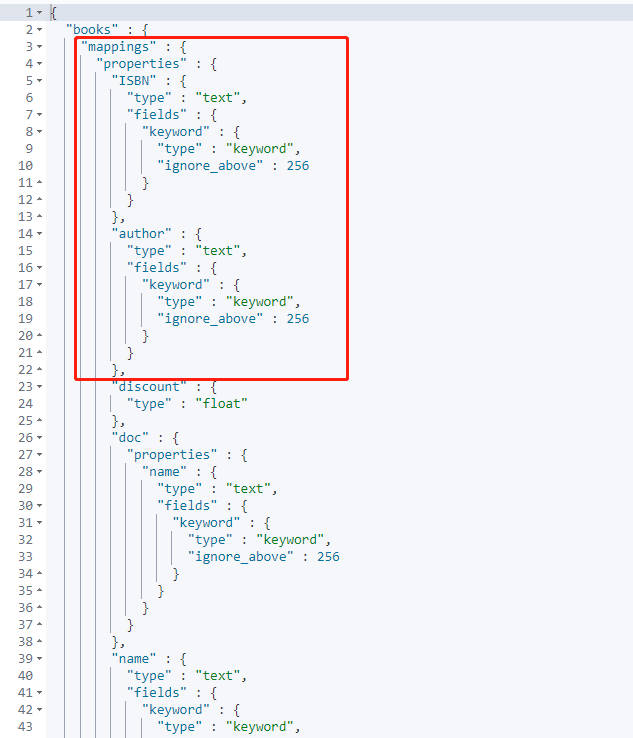 1 {
2 "books" : {
3 "mappings" : {
4 "properties" : {
5 "ISBN" : {
6 "type" : "text",
7 "fields" : {
8 "keyword" : {
9 "type" : "keyword",
10 "ignore_above" : 256
11 }
12 }
13 },
14 "author" : {
15 "type" : "text",
16 "fields" : {
17 "keyword" : {
18 "type" : "keyword",
19 "ignore_above" : 256
20 }
21 }
22 },
23 "discount" : {
24 "type" : "float"
25 },
26 "doc" : {
27 "properties" : {
28 "name" : {
29 "type" : "text",
30 "fields" : {
31 "keyword" : {
32 "type" : "keyword",
33 "ignore_above" : 256
34 }
35 }
36 }
37 }
38 },
39 "name" : {
40 "type" : "text",
41 "fields" : {
42 "keyword" : {
43 "type" : "keyword",